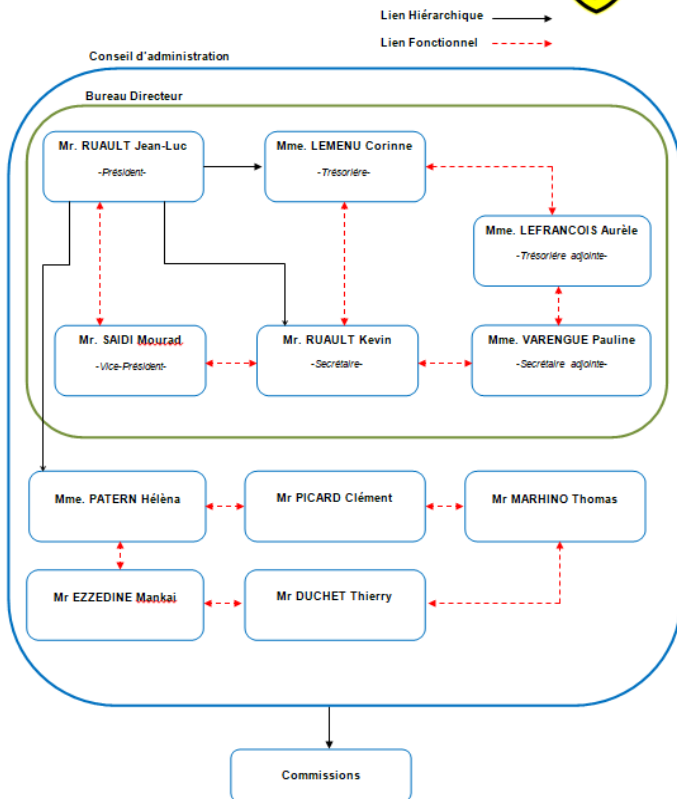 Lien Hiérarchique
Lien Fonctionnel
Conseil d'administration
Bureau Directeur
Mr. RUAULT Jean-Luc
-Président-
Mme. LEMENU Corinne
-Trésorière-
Mme. LEFRANCOIS Aurèle
-Trésorière adjointe-
Mr. SAIDI Mourad
-Vice-Président-
Mr. RUAULT Kevin
-Secrétaire-
Mme. VARENGUE Pauline
-Secrétaire adjointe-
Mme. PATERN Hélèna
Mr PICARD Clément
Mr MARHINO Thomas
Mr EZZEDINE Mankai
Mr DUCHET Thierry
Commissions